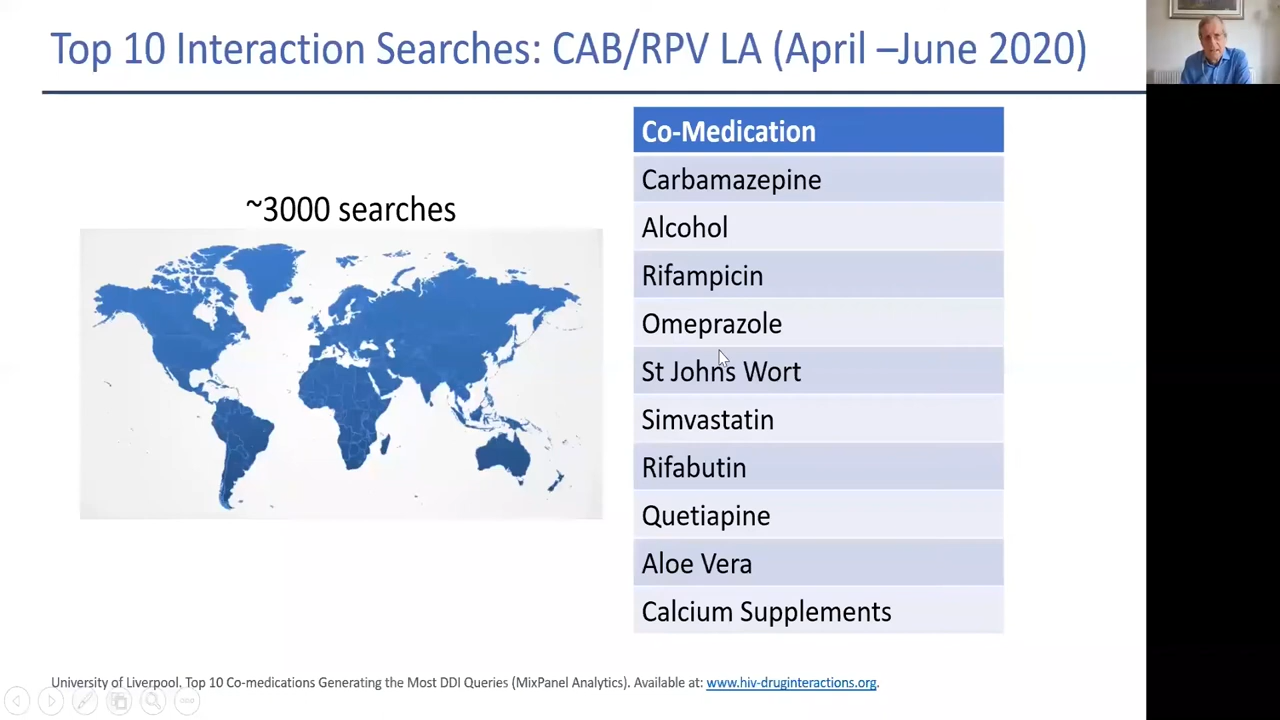 Top 10 Interaction Searches: CAB/RPV LA (April –June 2020)
~3000 searches
Co-Medication
Carbamazepine
Alcohol
Rifampicin
Omeprazole
St Johns Wort
Simvastatin
Rifabutin
Quetiapine
Aloe Vera
Calcium Supplements
University of Liverpool. Top 10 Co-medications Generating the Most DDI Queries (MixPanel Analytics). Available at: www.hiv-druginteractions.org.